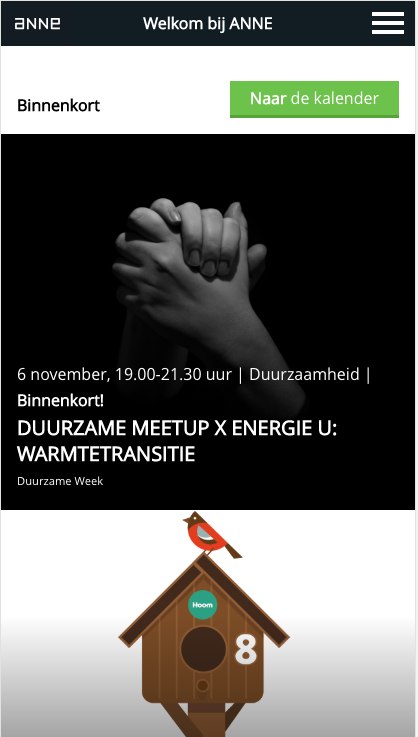 ANNE
Welkom bij ANNE
Binnenkort
Naar de kalender
6 november, 19.00-21.30 uur | Duurzaamheid |
Binnenkort!
DUURZAME MEETUP X ENERGIE U:
WARMTETRANSITIE
Duurzame Week
Hoom
8